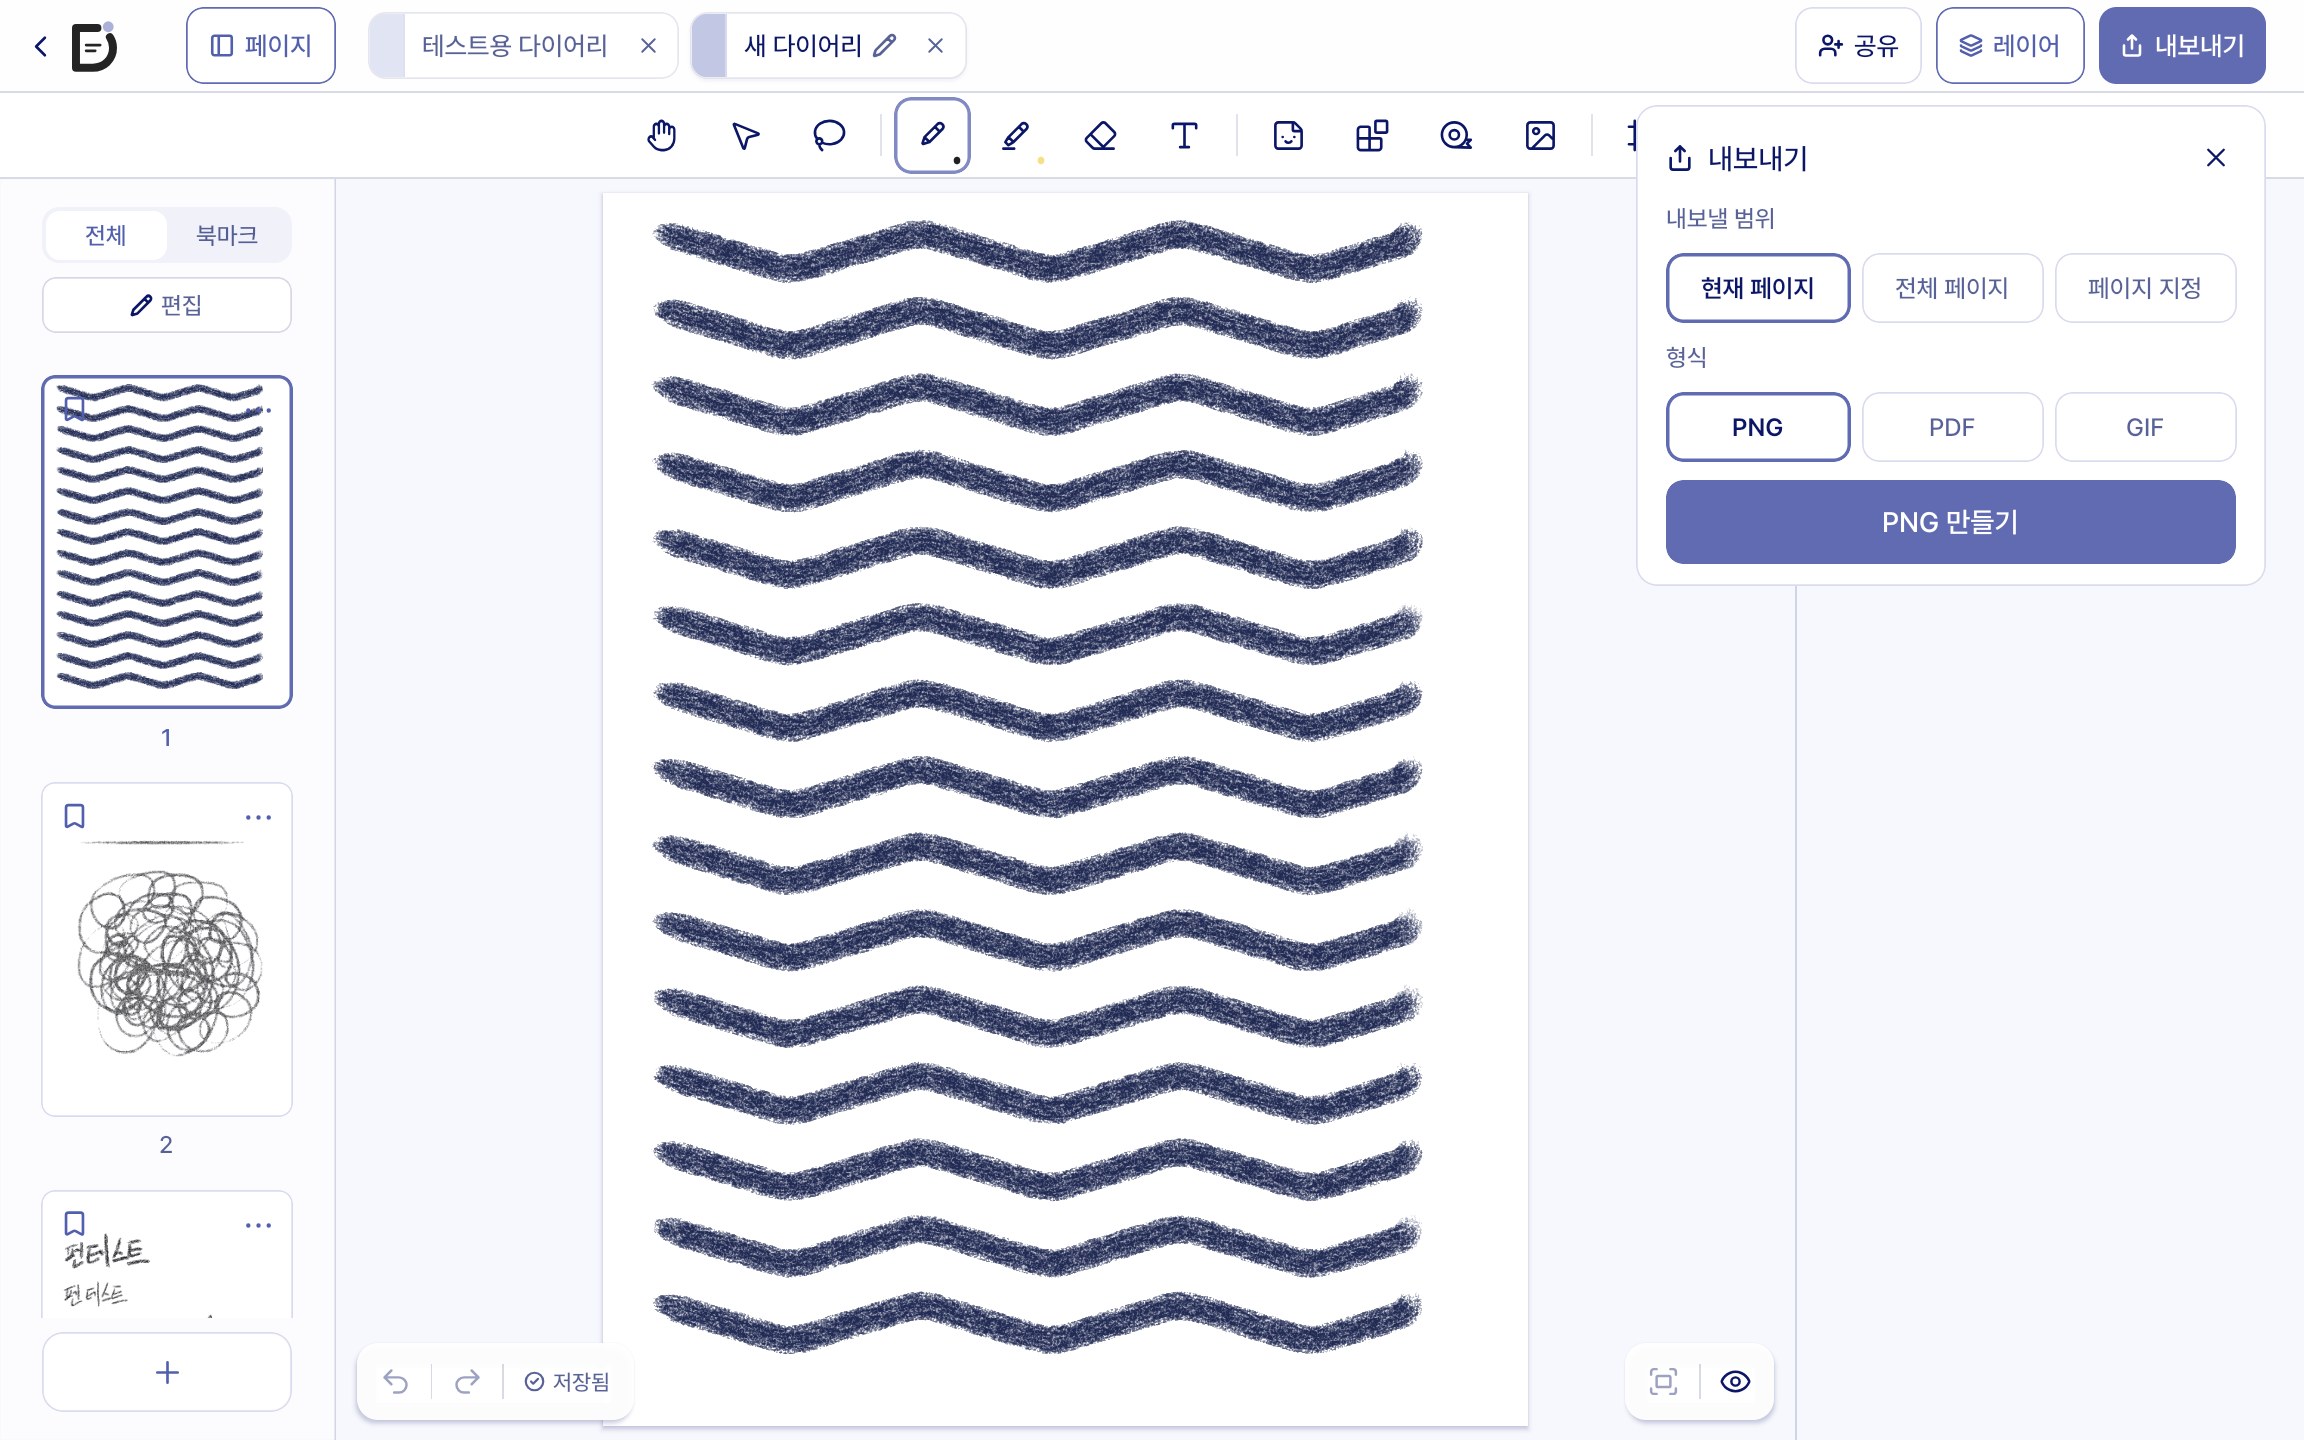 페이지
테스트용 다이어리
새 다이어리
공유
레이어
내보내기
전체
북마크
편집
1
2
펜테스트
펜테스트
저장됨
내보내기
내보낼 범위
현재 페이지
전체 페이지
페이지 지정
형식
PNG
PDF
GIF
PNG 만들기